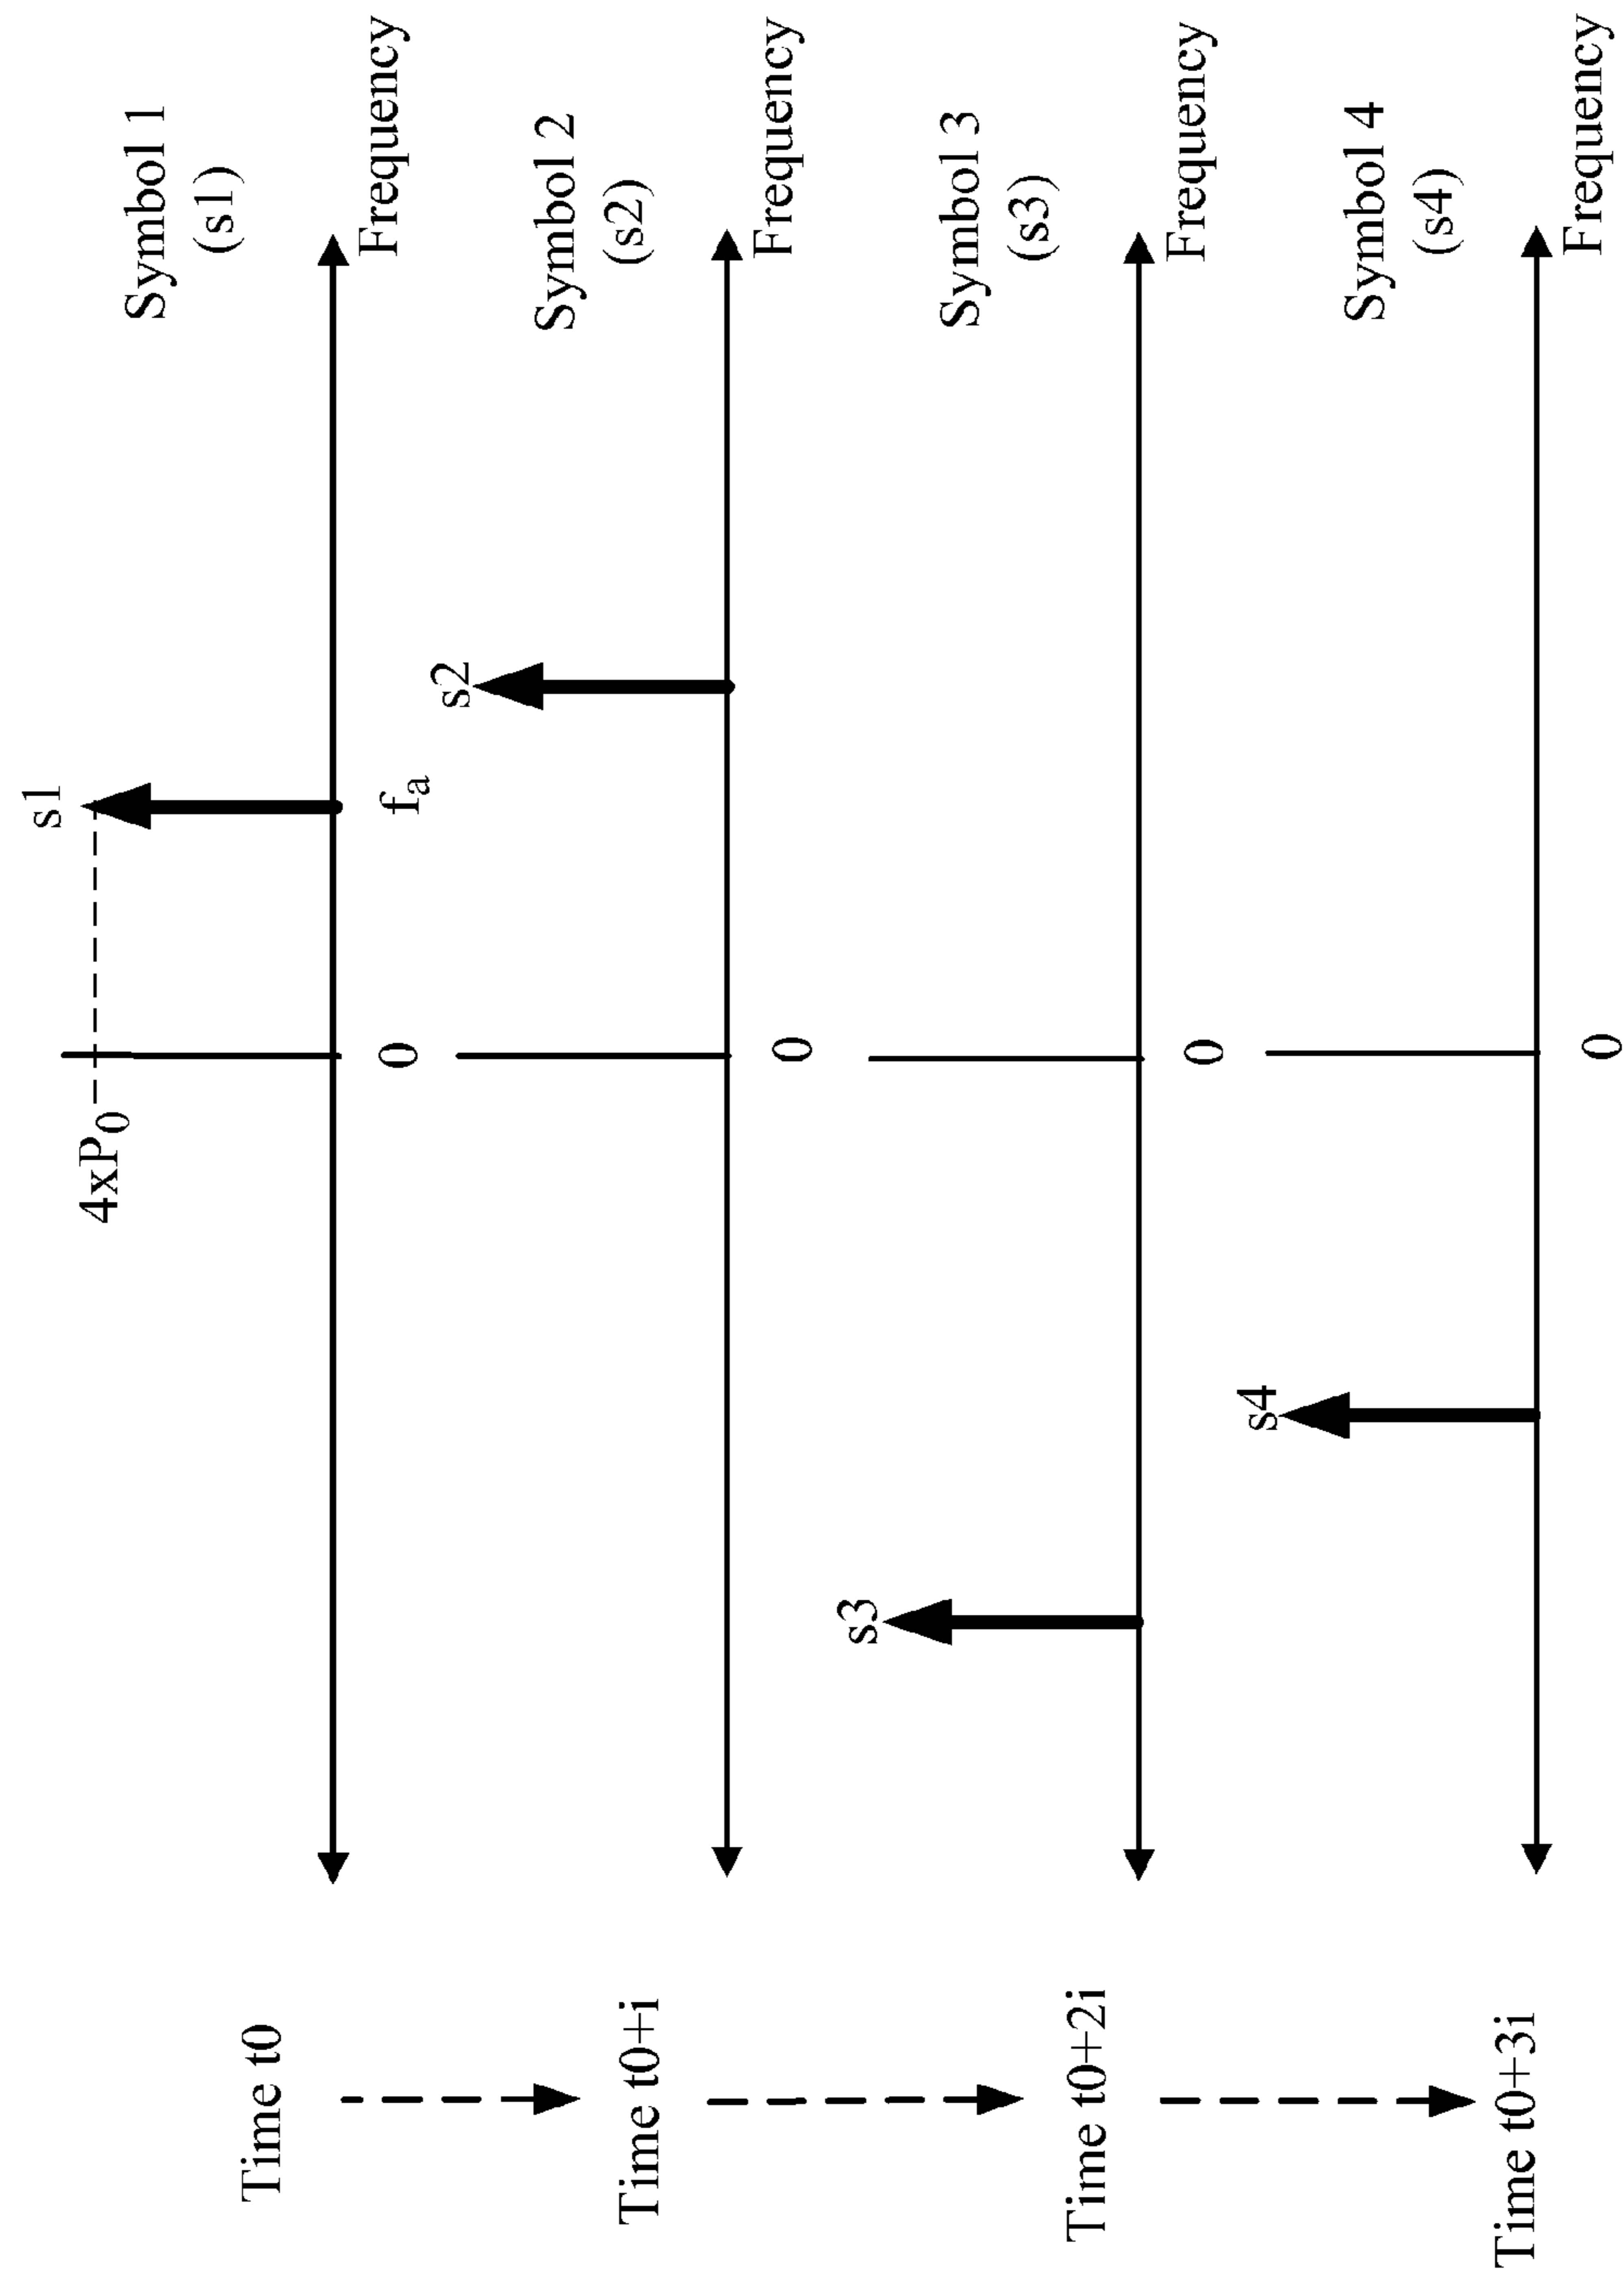 4xP0
s1
Symbol 1
(s1)
Time t0
0
fa
Frequency
s2
Symbol 2
(s2)
Time t0+i
0
Frequency
s3
Symbol 3
(s3)
Time t0+2i
0
Frequency
s4
Symbol 4
(s4)
Time t0+3i
0
Frequency